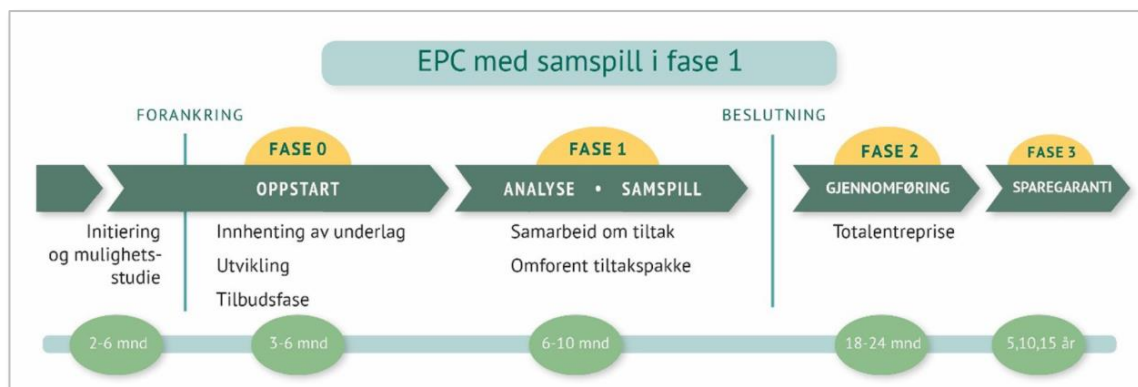 EPC med samspill i fase 1
FORANKRING
BESLUTNING
FASE 0
FASE 1
FASE 2
FASE 3
OPPSTART
ANALYSE • SAMSPILL
GJENNOMFØRING
SPAREGARANTI
Initiering
og mulighets-
studie
Innhenting av underlag
Utvikling
Tilbudsfase
Samarbeid om tiltak
Omforent tiltakspakke
Totalentreprise
2-6 mnd
3-6 mnd
6-10 mnd
18-24 mnd
5,10,15 år